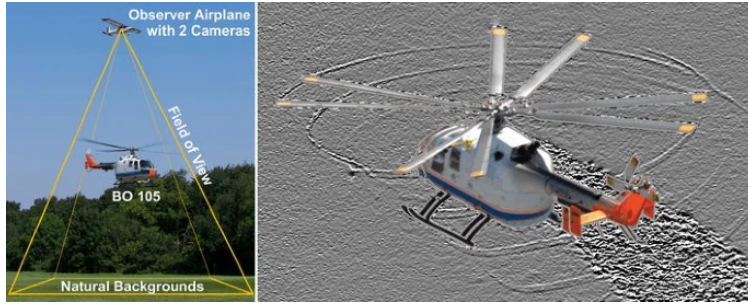 Observer Airplane
with 2 Cameras
Field of View
BO 105
Natural Backgrounds